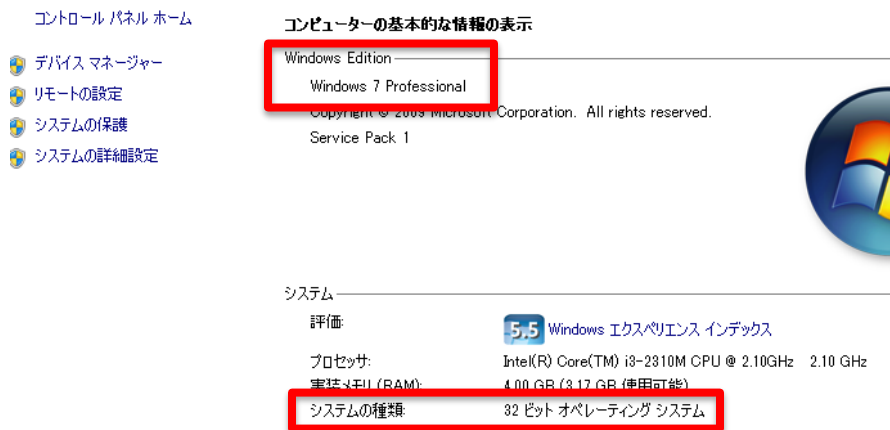 コントロール パネル ホーム
デバイス マネージャー
リモートの設定
システムの保護
システムの詳細設定
コンピューターの基本的な情報の表示
Windows Edition
Windows 7 Professional
Copyright © 2009 Microsoft Corporation. All rights reserved.
Service Pack 1
システム
評価:
5.5 Windows エクスペリエンス インデックス
プロセッサ: Intel(R) Core(TM) i3-2310M CPU @ 2.10GHz 2.10 GHz
実装メモリ (RAM): 4.00 GB (3.17 GB 使用可能)
システムの種類: 32 ビット オペレーティング システム